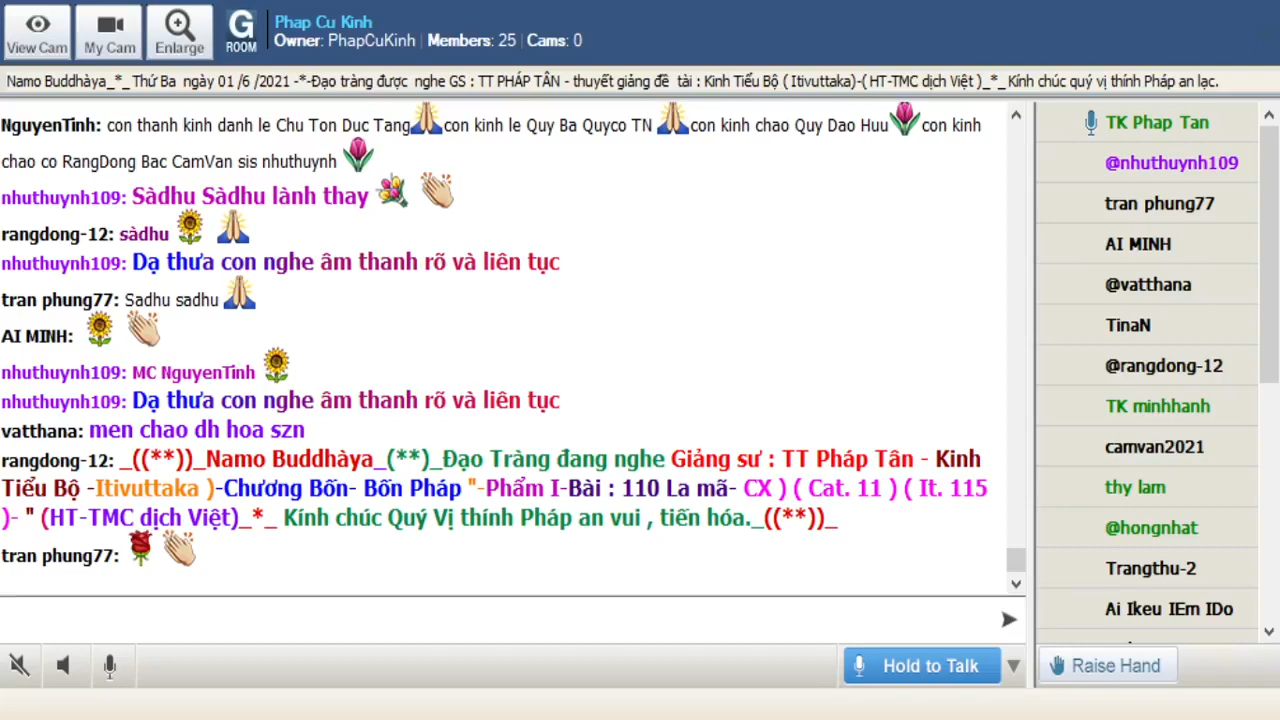 View Cam
My Cam
Enlarge
G
ROOM
Phap Cu Kinh
Owner: PhapCuKinh | Members: 25 | Cams: 0
Namo Buddhàya_*_Thứ Ba ngày 01 /6 /2021 -*-Đạo tràng được nghe GS : TT PHÁP TÂN - thuyết giảng đề tài : Kinh Tiểu Bộ ( Itivuttaka)-( HT-TMC dịch Việt )_*_Kính chúc quý vị thính Pháp an lạc.
NguyenTinh: con thanh kinh danh le Chu Ton Duc Tang🙏con kinh le Quy Ba Quyco TN 🙏con kinh chao Quy Dao Huu🌷con kinh
chao co RangDong Bac CamVan sis nhuthuynh 🌷
nhuthuynh109: Sàdhu Sàdhu lành thay 💐 👏
rangdong-12: sàdhu 🌻 🙏
nhuthuynh109: Dạ thưa con nghe âm thanh rõ và liên tục
tran phung77: Sadhu sadhu 🙏
AI MINH: 🌻 👏
nhuthuynh109: MC NguyenTinh 🌻
nhuthuynh109: Dạ thưa con nghe âm thanh rõ và liên tục
vatthana: men chao dh hoa szn
rangdong-12: _((**))_Namo Buddhàya_(**)_Đạo Tràng đang nghe Giảng sư : TT Pháp Tân - Kinh
Tiểu Bộ -Itivuttaka )-Chương Bốn- Bốn Pháp "-Phẩm I-Bài : 110 La mã- CX ) ( Cat. 11 ) ( It. 115
)- " (HT-TMC dịch Việt)_*_ Kính chúc Quý Vị thính Pháp an vui , tiến hóa._((**))_
tran phung77: 🌹👏
TK Phap Tan
@nhuthuynh109
tran phung77
AI MINH
@vatthana
TinaN
@rangdong-12
TK minhhanh
camvan2021
thy lam
@hongnhat
Trangthu-2
Ai Ikeu IEm IDo
Hold to Talk
Raise Hand